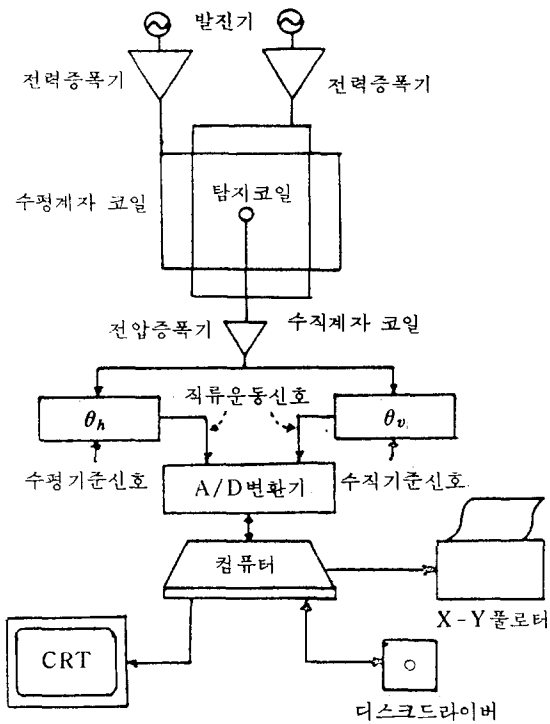 발진기
전력증폭기
전력증폭기
수평계자 코일
탐지코일
전압증폭기
수직계자 코일
직류운동신호
θh
θv
수평기준신호
A/D변환기
수직기준신호
컴퓨터
X-Y플로터
CRT
디스크드라이버